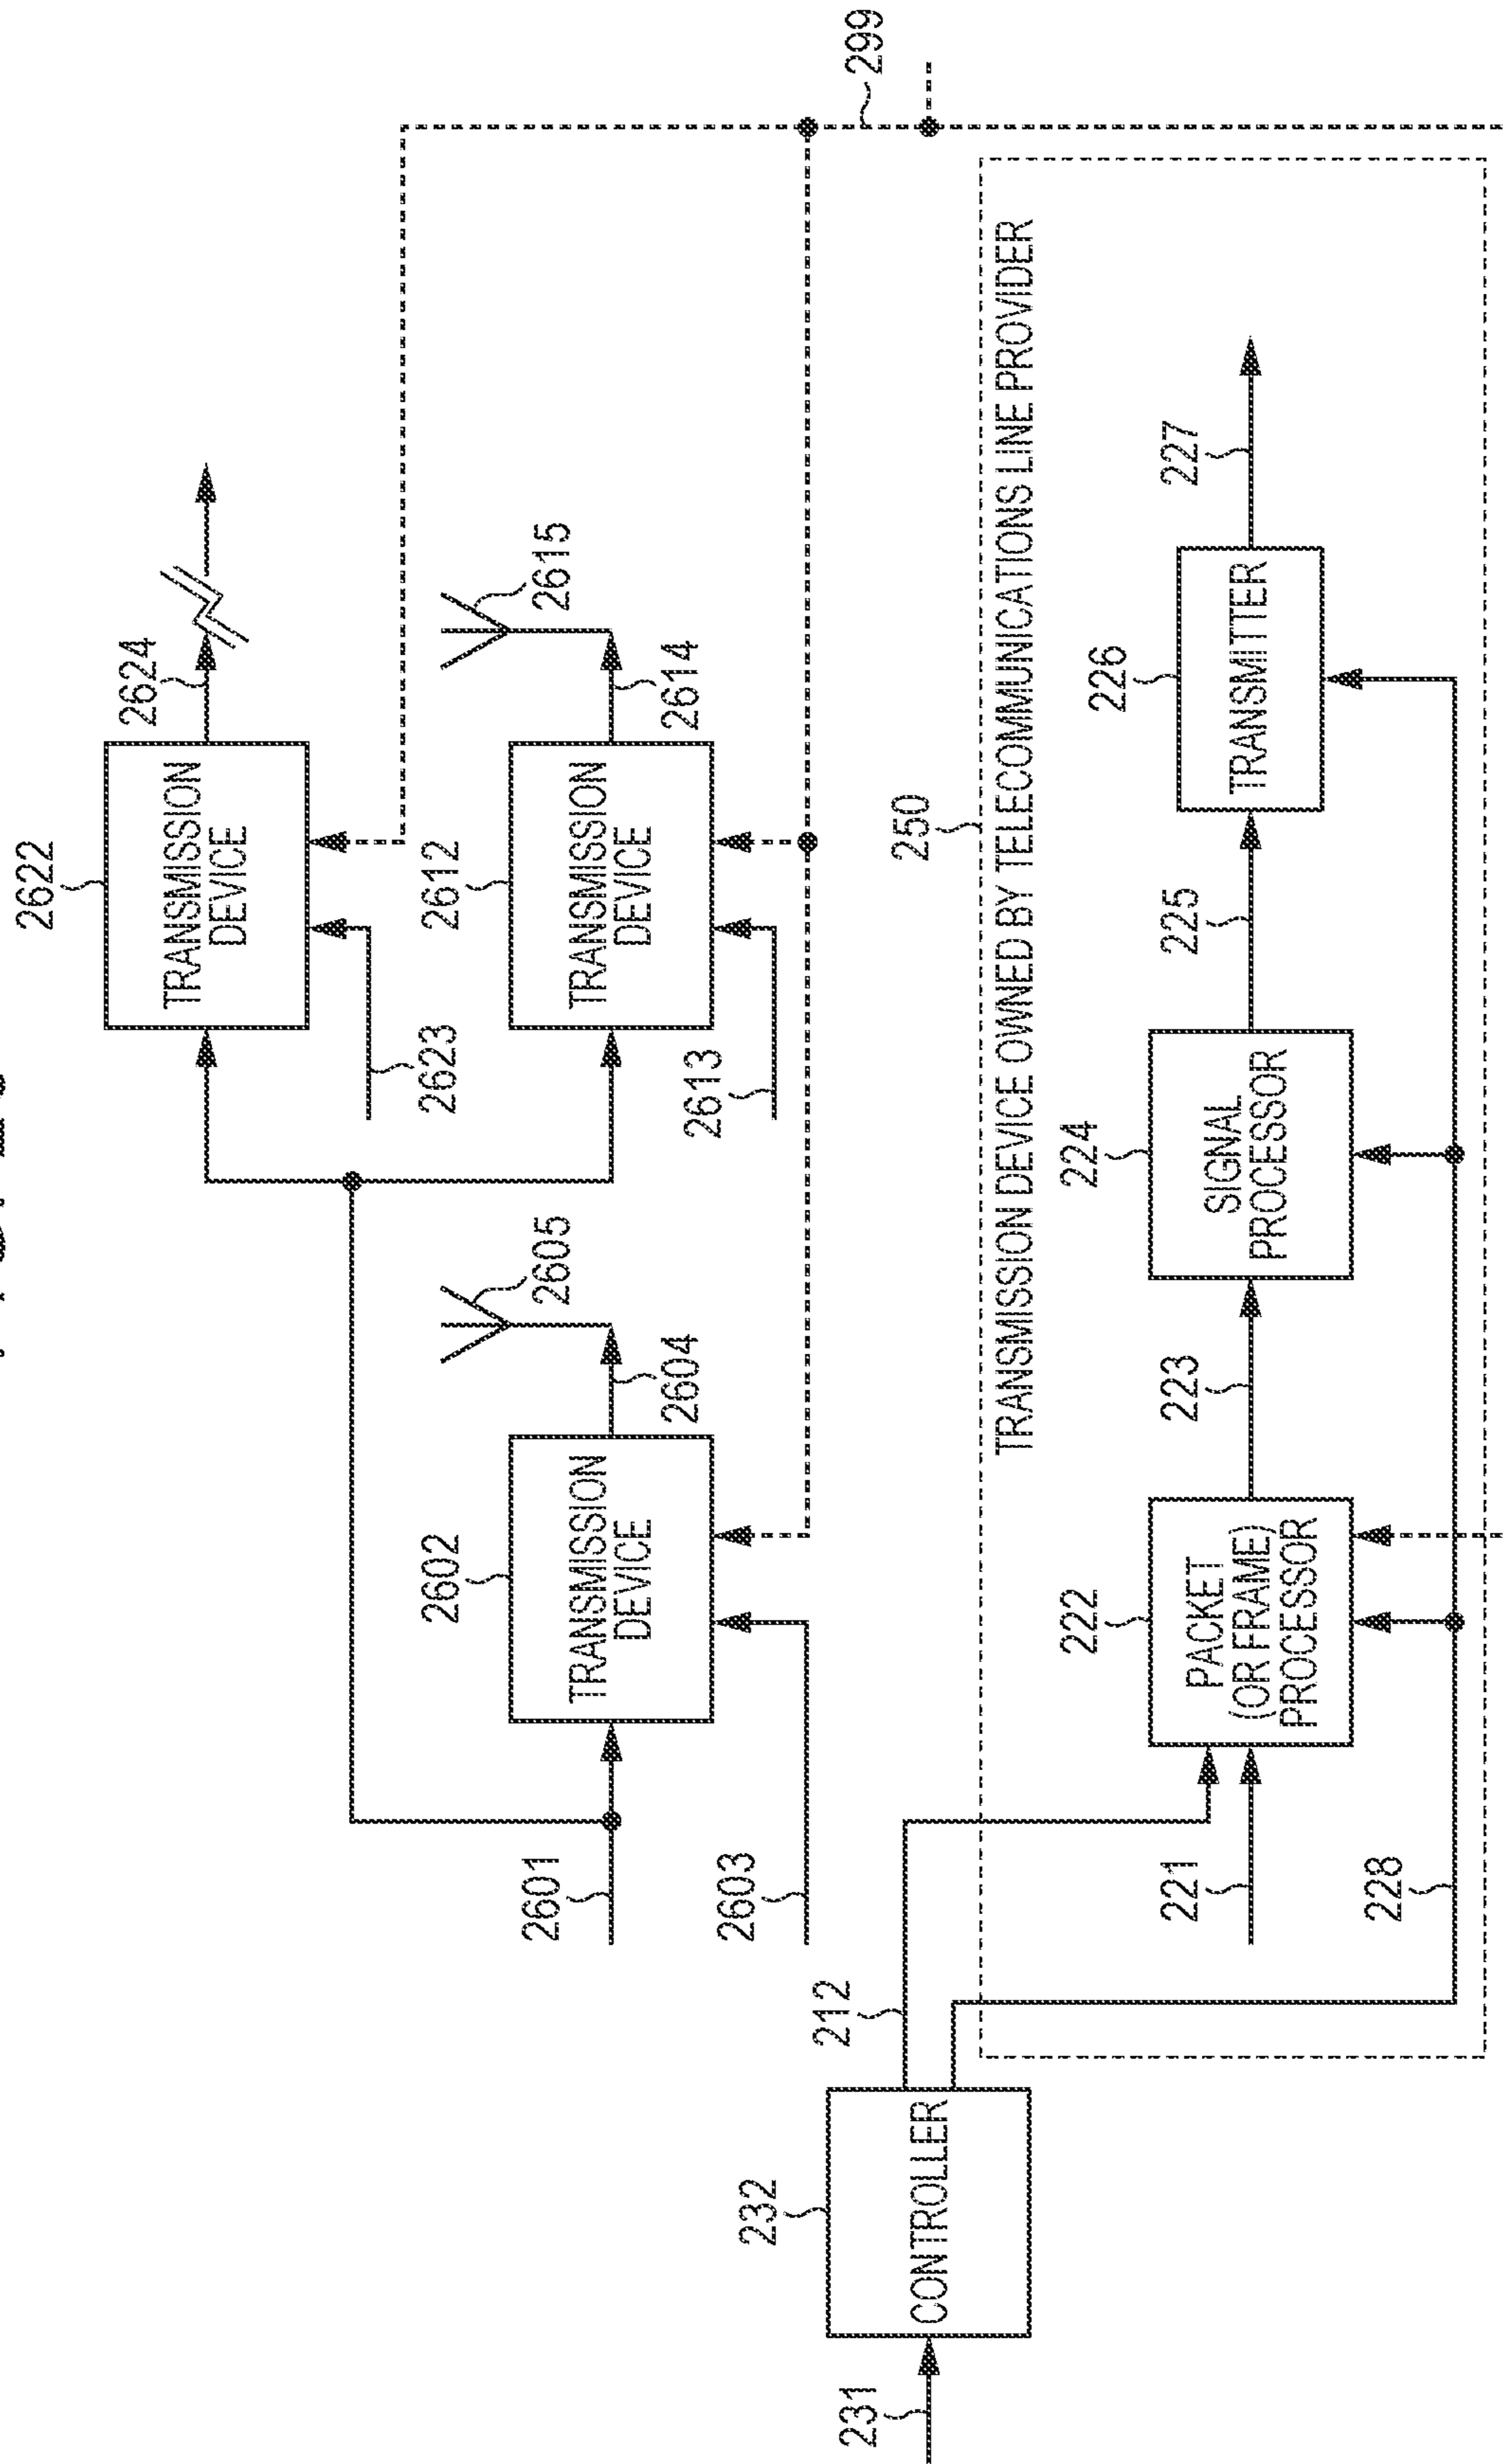 2622
TRANSMISSION
DEVICE
2624
2623
2612
TRANSMISSION
DEVICE
2614
2615
2613
2601
2602
TRANSMISSION
DEVICE
2604
2605
2603
299
231
232
CONTROLLER
212
250
TRANSMISSION DEVICE OWNED BY TELECOMMUNICATIONS LINE PROVIDER
221
222
PACKET
(OR FRAME)
PROCESSOR
223
224
SIGNAL
PROCESSOR
225
226
TRANSMITTER
227
228